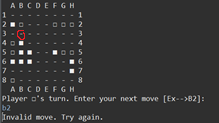 A B C D E F G H
1 - - - - - - - -
2 ■ □ - - □ □ □ □
3 - □ - - - - - -
4 □ ■ - - - - - -
5 □ □ □ - - ■ □ □ □
6 ■ ■ ■ - - - - ■
7 - - - - - - - ■
8 □ - - - - - - □
Player □'s turn. Enter your next move [Ex-->B2]:
b2
Invalid move. Try again.